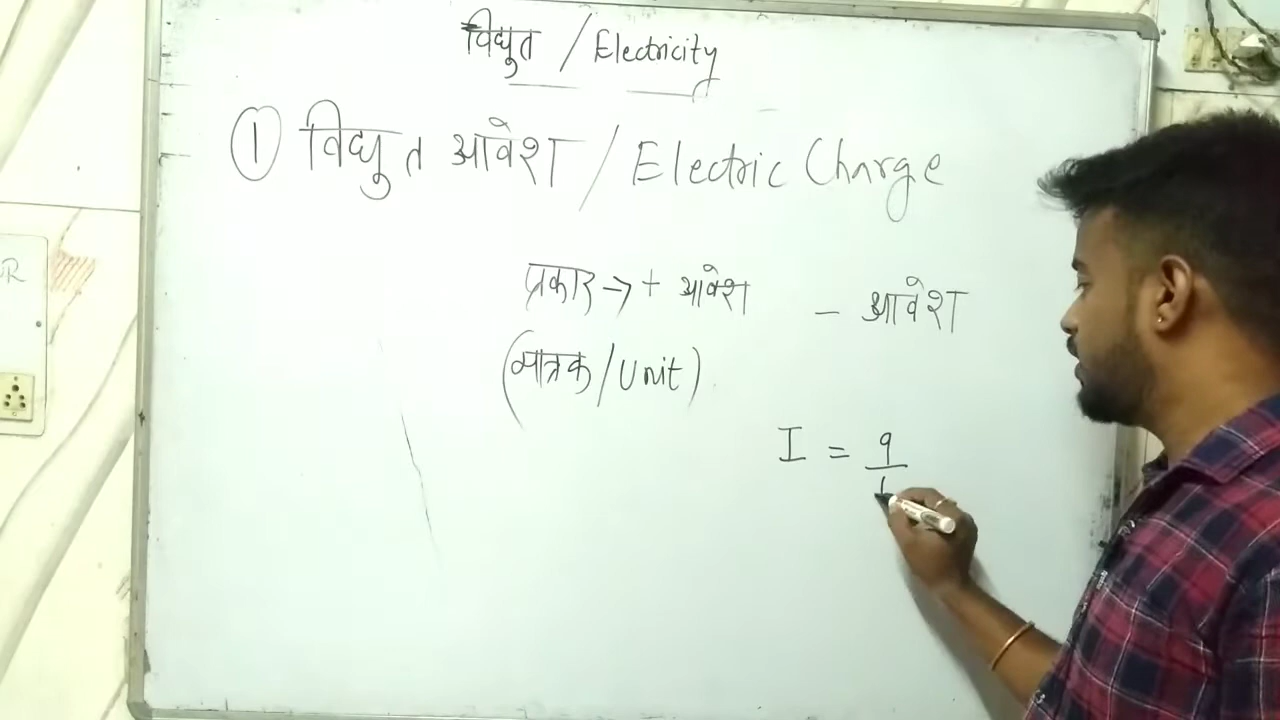 विद्युत / Electricity
① विद्युत आवेश / Electric Charge
प्रकार → + आवेश - आवेश
(मात्रक / Unit)
I = q